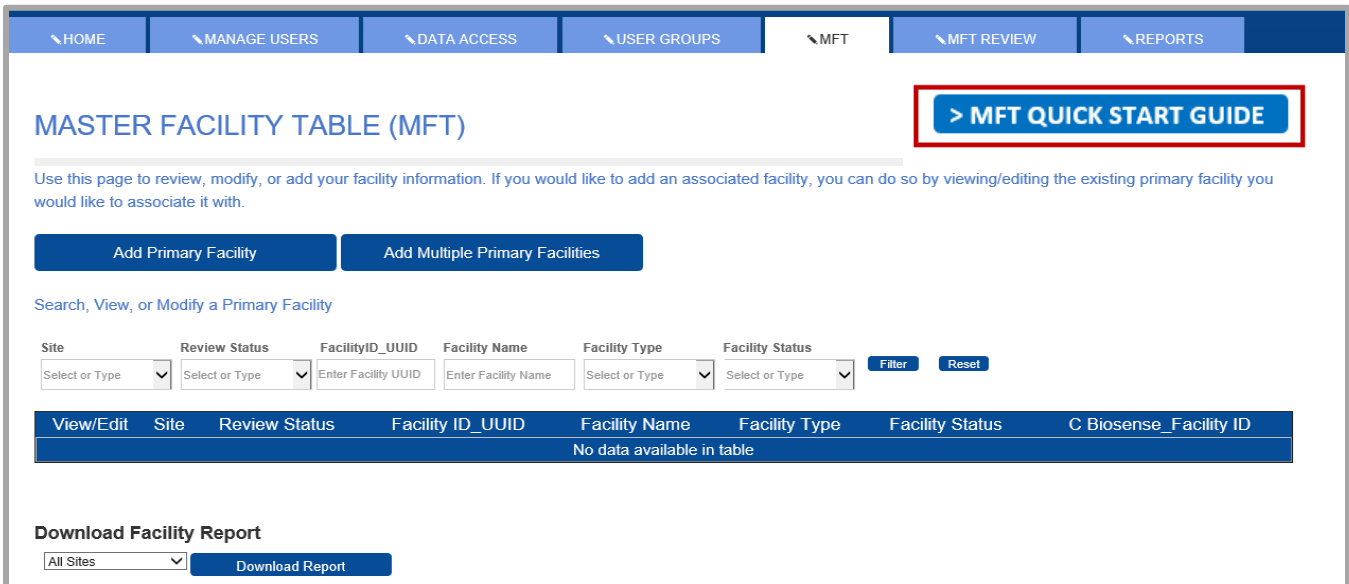 HOME MANAGE USERS DATA ACCESS USER GROUPS MFT MFT REVIEW REPORTS
> MFT QUICK START GUIDE
MASTER FACILITY TABLE (MFT)
Use this page to review, modify, or add your facility information. If you would like to add an associated facility, you can do so by viewing/editing the existing primary facility you
would like to associate it with.
Add Primary Facility Add Multiple Primary Facilities
Search, View, or Modify a Primary Facility
Site Review Status FacilityID_UUID Facility Name Facility Type Facility Status
Select or Type Select or Type Enter Facility UUID Enter Facility Name Select or Type Select or Type Filter Reset
View/Edit Site Review Status Facility ID_UUID Facility Name Facility Type Facility Status C Biosense_Facility ID
No data available in table
Download Facility Report
All Sites Download Report